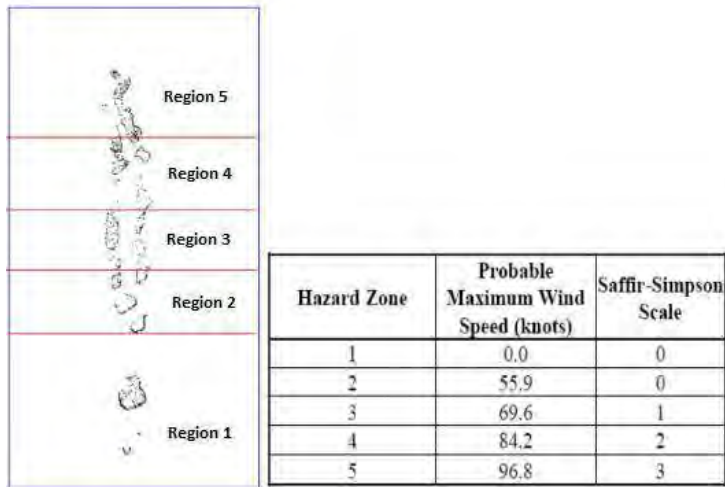 Region 5
Region 4
Region 3
Region 2
Region 1
Hazard Zone Probable Maximum Wind Speed (knots) Saffir-Simpson Scale
1 0.0 0
2 55.9 0
3 69.6 1
4 84.2 2
5 96.8 3